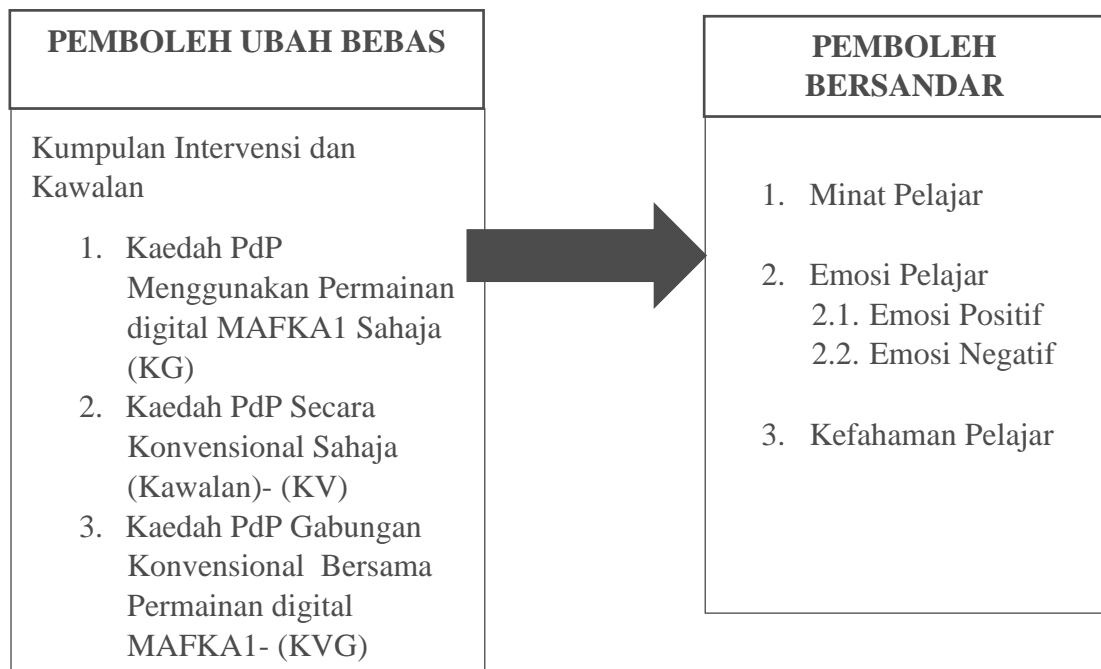 PEMBOLEH UBAH BEBAS
Kumpulan Intervensi dan
Kawalan
1. Kaedah PdP
Menggunakan Permainan
digital MAFKA1 Sahaja
(KG)
2. Kaedah PdP Secara
Konvensional Sahaja
(Kawalan)- (KV)
3. Kaedah PdP Gabungan
Konvensional Bersama
Permainan digital
MAFKA1- (KVG)
PEMBOLEH
BERSANDAR
1. Minat Pelajar
2. Emosi Pelajar
2.1. Emosi Positif
2.2. Emosi Negatif
3. Kefahaman Pelajar